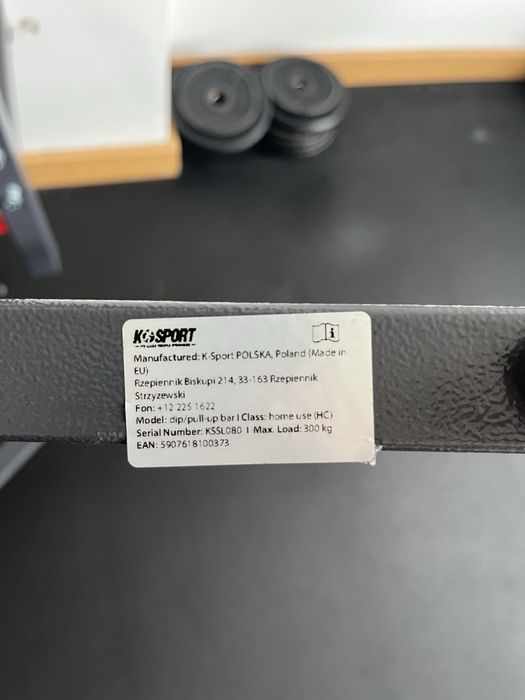 K-SPORT
Manufactured: K-Sport POLSKA, Poland (Made in
EU)
Rzepiennik Biskupi 214, 33-163 Rzepiennik
Strzyzewski
Fon: +12 225 1622
Model: dip/pull-up bar I Class: home use (HC)
Serial Number: KSSL080 I Max. Load: 300 kg
EAN: 5907618100373